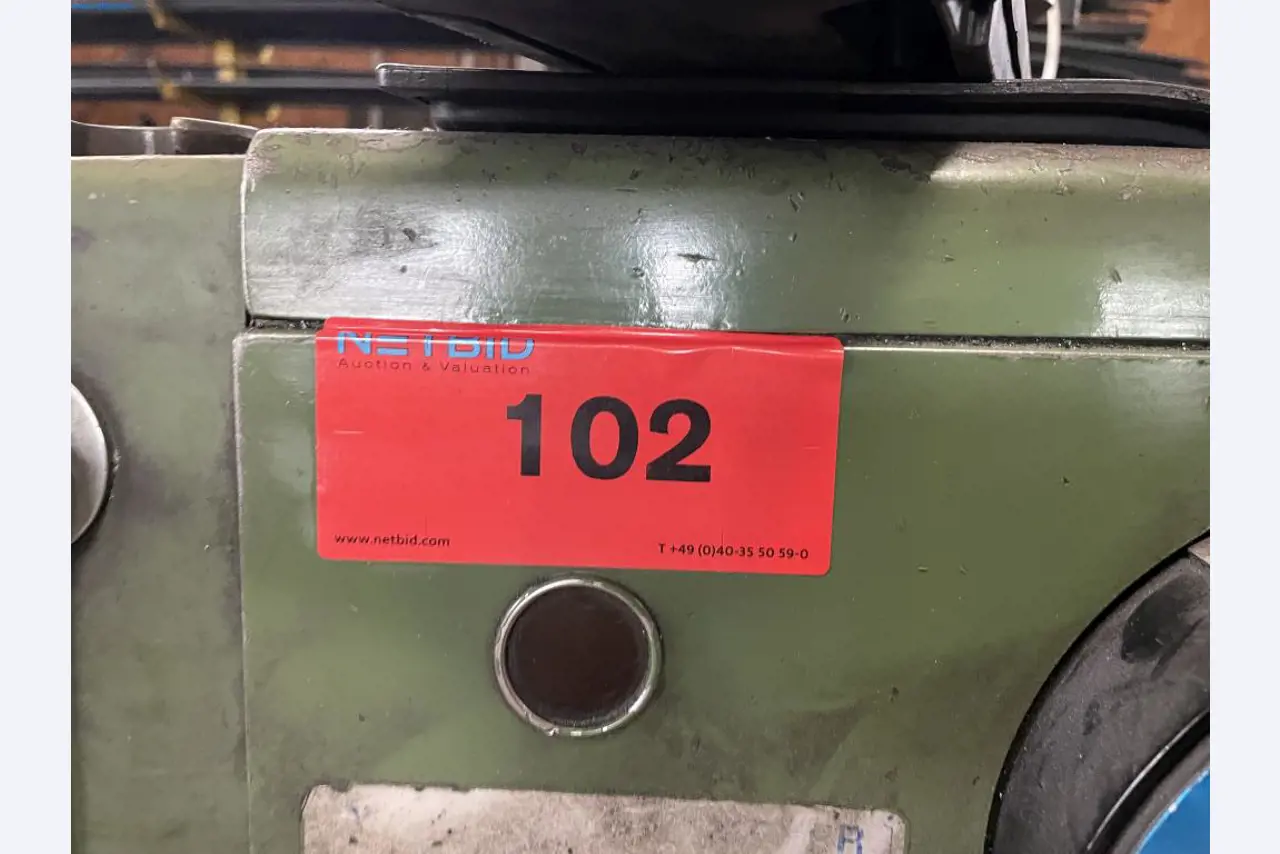 NETBID
Auction & Valuation
102
www.netbid.com
T +49 (0)40-35 50 59-0
R